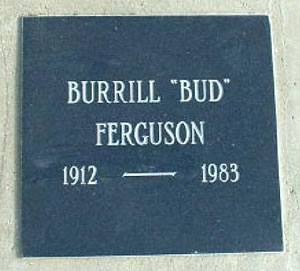 BURRILL "BUD"
FERGUSON
1912 — 1983